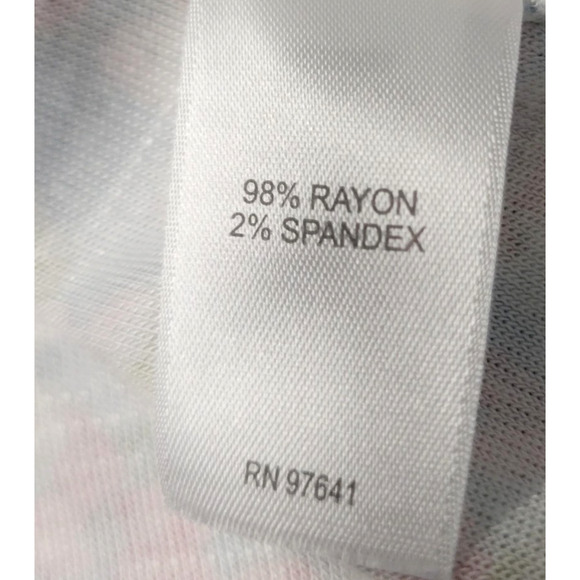 98% RAYON
2% SPANDEX
RN 97641